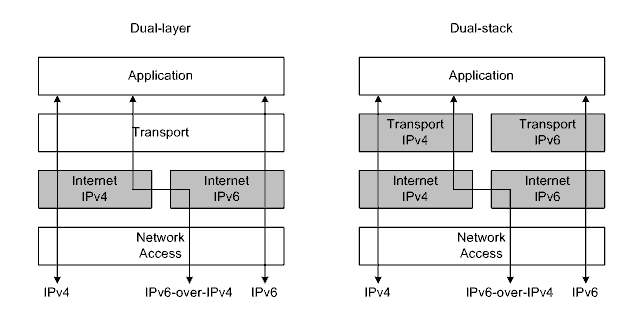 Dual-layer
Dual-stack
Application
Application
Transport
Transport
IPv4
Transport
IPv6
Internet
IPv4
Internet
IPv6
Internet
IPv4
Internet
IPv6
Network
Access
Network
Access
IPv4
IPv6-over-IPv4
IPv6
IPv4
IPv6-over-IPv4
IPv6